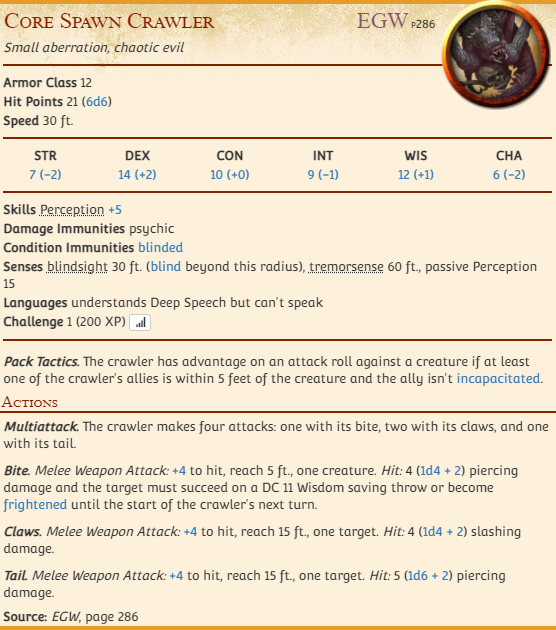 Core Spawn Crawler EGW P286
Small aberration, chaotic evil
Armor Class 12
Hit Points 21 (6d6)
Speed 30 ft.
STR DEX CON INT WIS CHA
7 (−2) 14 (+2) 10 (+0) 9 (−1) 12 (+1) 6 (−2)
Skills Perception +5
Damage Immunities psychic
Condition Immunities blinded
Senses blindsight 30 ft. (blind beyond this radius), tremorsense 60 ft., passive Perception
15
Languages understands Deep Speech but can't speak
Challenge 1 (200 XP)
Pack Tactics. The crawler has advantage on an attack roll against a creature if at least
one of the crawler's allies is within 5 feet of the creature and the ally isn't incapacitated.
Actions
Multiattack. The crawler makes four attacks: one with its bite, two with its claws, and one
with its tail.
Bite. Melee Weapon Attack: +4 to hit, reach 5 ft., one creature. Hit: 4 (1d4 + 2) piercing
damage and the target must succeed on a DC 11 Wisdom saving throw or become
frightened until the start of the crawler's next turn.
Claws. Melee Weapon Attack: +4 to hit, reach 15 ft., one target. Hit: 4 (1d4 + 2) slashing
damage.
Tail. Melee Weapon Attack: +4 to hit, reach 15 ft., one target. Hit: 5 (1d6 + 2) piercing
damage.
Source: EGW, page 286